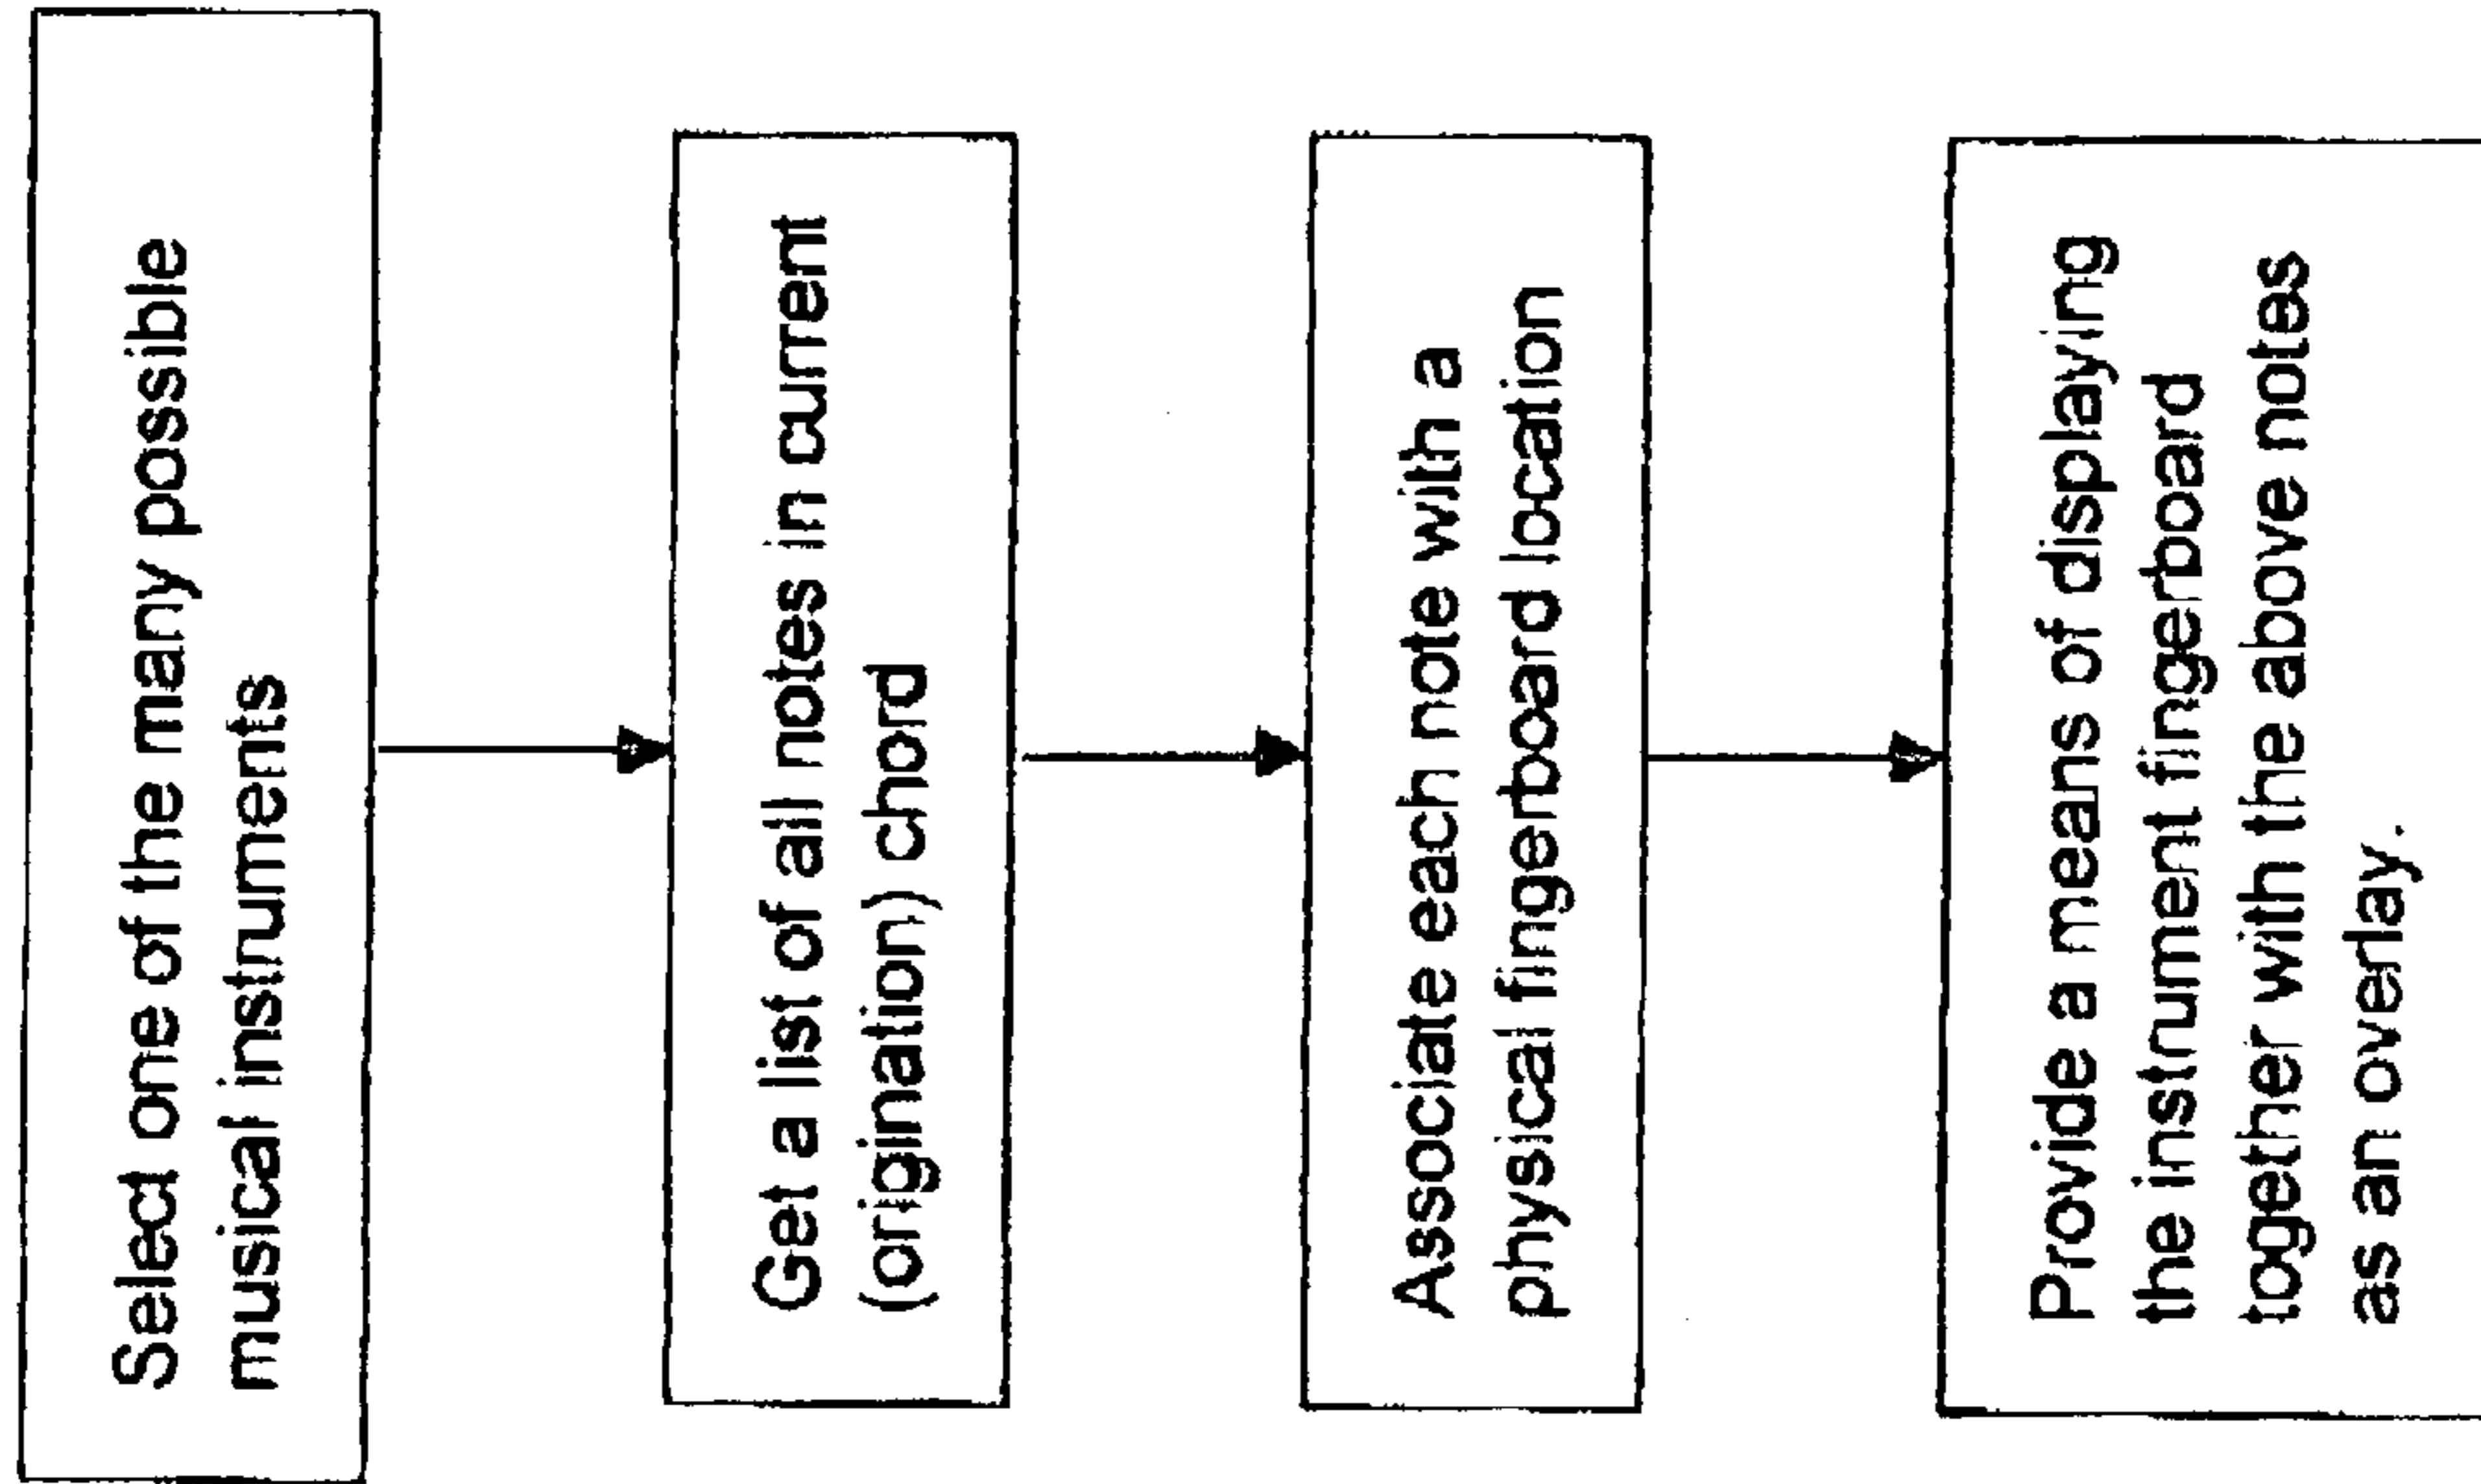 Select one of the many possible
musical instruments
Get a list of all notes in current
(origination) chord
Associate each note with a
physical fingerboard location
Provide a means of displaying
the instrument fingerboard
together with the above notes
as an overlay.